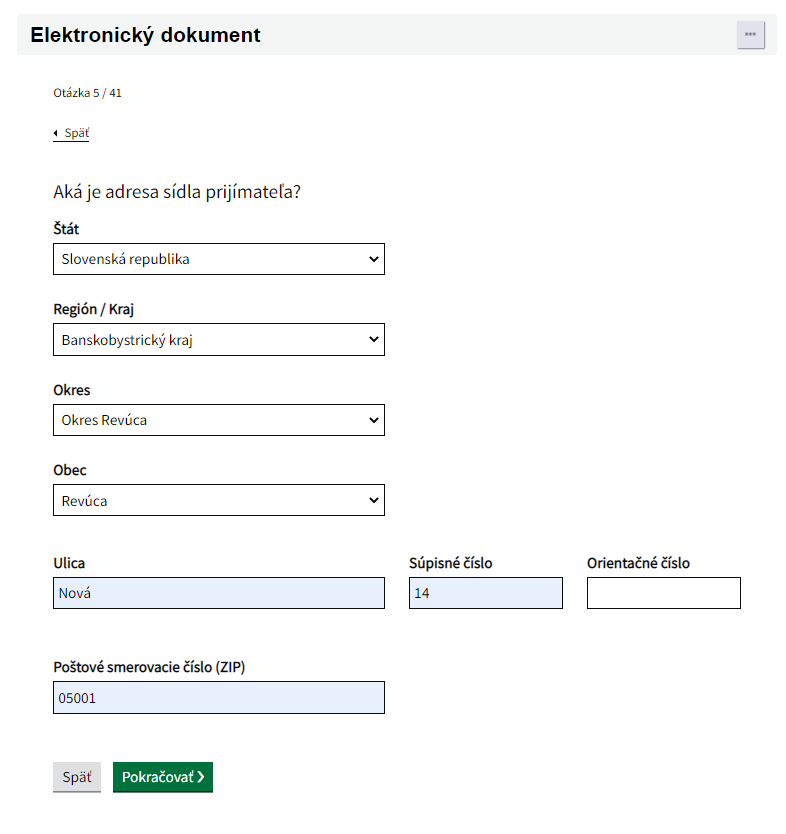 Elektronický dokument
Otázka 5 / 41
Späť
Aká je adresa sídla prijímateľa?
Štát
Slovenská republika
Región / Kraj
Banskobystrický kraj
Okres
Okres Revúca
Obec
Revúca
Ulica Súpisné číslo Orientačné číslo
Nová 14
Poštové smerovacie číslo (ZIP)
05001
Späť Pokračovať